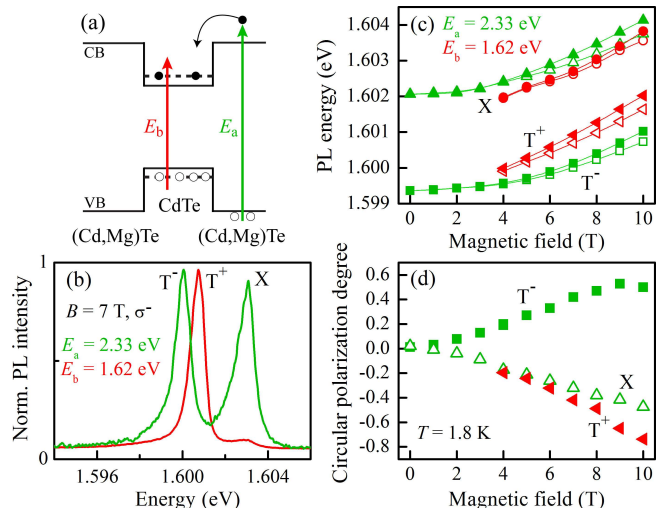 (a)
CB
E_b
E_a
VB
CdTe
(Cd,Mg)Te
(Cd,Mg)Te
(b)
1
T⁻
T⁺
X
B = 7 T, σ⁻
E_a = 2.33 eV
E_b = 1.62 eV
Norm. PL intensity
0
1.596
1.600
1.604
Energy (eV)
(c)
E_a = 2.33 eV
E_b = 1.62 eV
X
T⁺
T⁻
PL energy (eV)
1.604
1.603
1.602
1.601
1.600
1.599
0
2
4
6
8
10
Magnetic field (T)
(d)
T⁻
X
T⁺
T = 1.8 K
Circular polarization degree
0.6
0.4
0.2
0.0
-0.2
-0.4
-0.6
-0.8
0
2
4
6
8
10
Magnetic field (T)